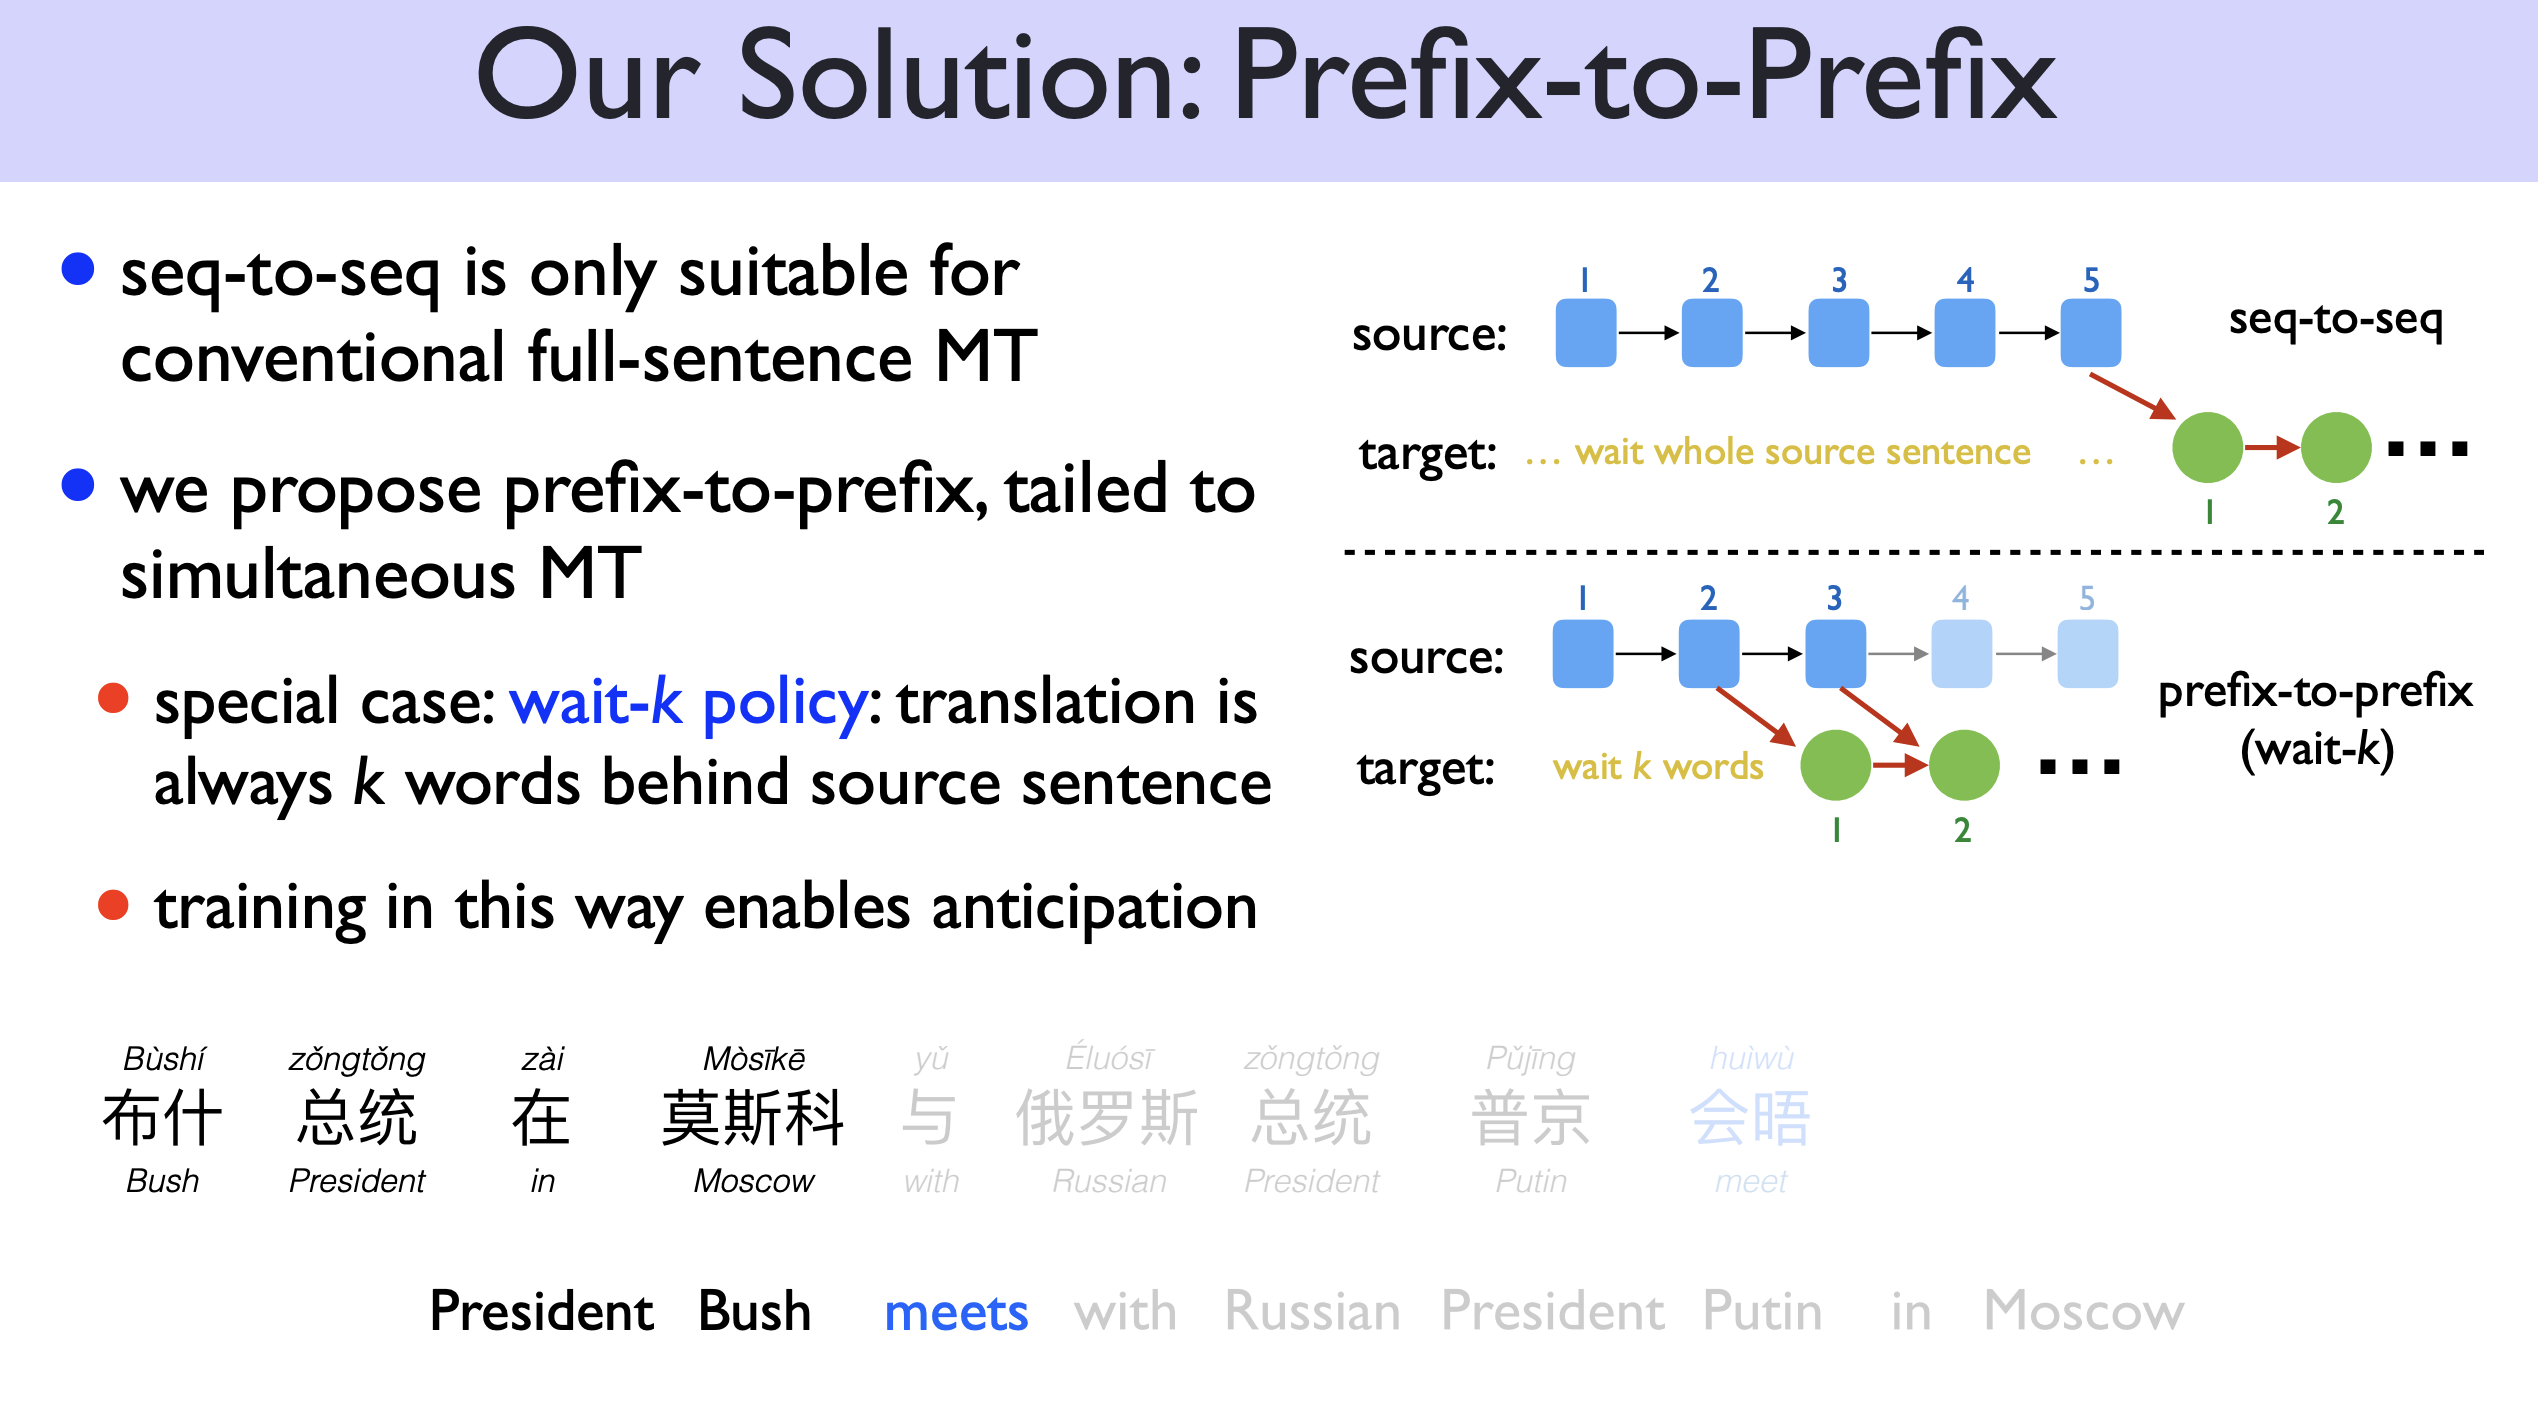 Our Solution: Prefix-to-Prefix
• seq-to-seq is only suitable for
conventional full-sentence MT
• we propose prefix-to-prefix, tailed to
simultaneous MT
• special case: wait-k policy: translation is
always k words behind source sentence
• training in this way enables anticipation
1 2 3 4 5
source:
seq-to-seq
target: … wait whole source sentence … ...
1 2
1 2 3 4 5
source:
prefix-to-prefix
(wait-k)
target: wait k words ...
1 2
Bùshí zǒngtǒng zài Mòsīkē yǔ Éluósī zǒngtǒng Pǔjīng huìwù
布什 总统 在 莫斯科 与 俄罗斯 总统 普京 会晤
Bush President in Moscow with Russian President Putin meet
President Bush meets with Russian President Putin in Moscow